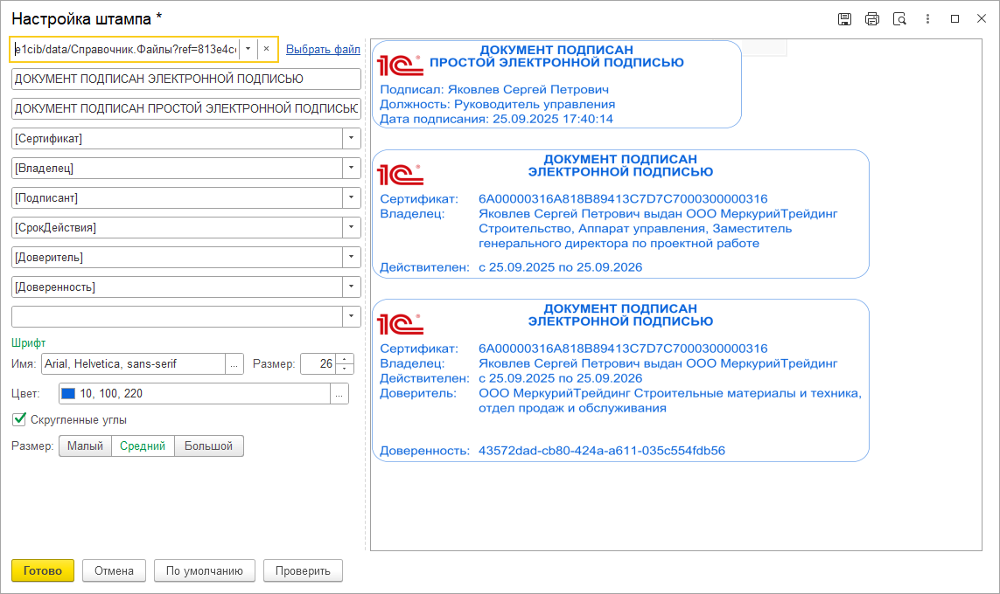 Настройка штампа *
e1cib/data/Справочник.Файлы?ref=813e4c
Выбрать файл
ДОКУМЕНТ ПОДПИСАН ЭЛЕКТРОННОЙ ПОДПИСЬЮ
ДОКУМЕНТ ПОДПИСАН ПРОСТОЙ ЭЛЕКТРОННОЙ ПОДПИСЬЮ
[Сертификат]
[Владелец]
[Подписант]
[СрокДействия]
[Доверитель]
[Доверенность]
Шрифт
Имя: Arial, Helvetica, sans-serif ... Размер: 26
Цвет: 10, 100, 220 ...
Скругленные углы
Размер: Малый Средний Большой
Готово Отмена По умолчанию Проверить
1С
ДОКУМЕНТ ПОДПИСАН
ПРОСТОЙ ЭЛЕКТРОННОЙ ПОДПИСЬЮ
Подписал: Яковлев Сергей Петрович
Должность: Руководитель управления
Дата подписания: 25.09.2025 17:40:14
1С
ДОКУМЕНТ ПОДПИСАН
ЭЛЕКТРОННОЙ ПОДПИСЬЮ
Сертификат: 6A00000316A818B89413C7D7C7000300000316
Владелец: Яковлев Сергей Петрович выдан ООО МеркурийТрейдинг
Строительство, Аппарат управления, Заместитель
генерального директора по проектной работе
Действителен: с 25.09.2025 по 25.09.2026
1С
ДОКУМЕНТ ПОДПИСАН
ЭЛЕКТРОННОЙ ПОДПИСЬЮ
Сертификат: 6A00000316A818B89413C7D7C7000300000316
Владелец: Яковлев Сергей Петрович выдан ООО МеркурийТрейдинг
Действителен: с 25.09.2025 по 25.09.2026
Доверитель: ООО МеркурийТрейдинг Строительные материалы и техника,
отдел продаж и обслуживания
Доверенность: 43572dad-cb80-424a-a611-035c554fdb56